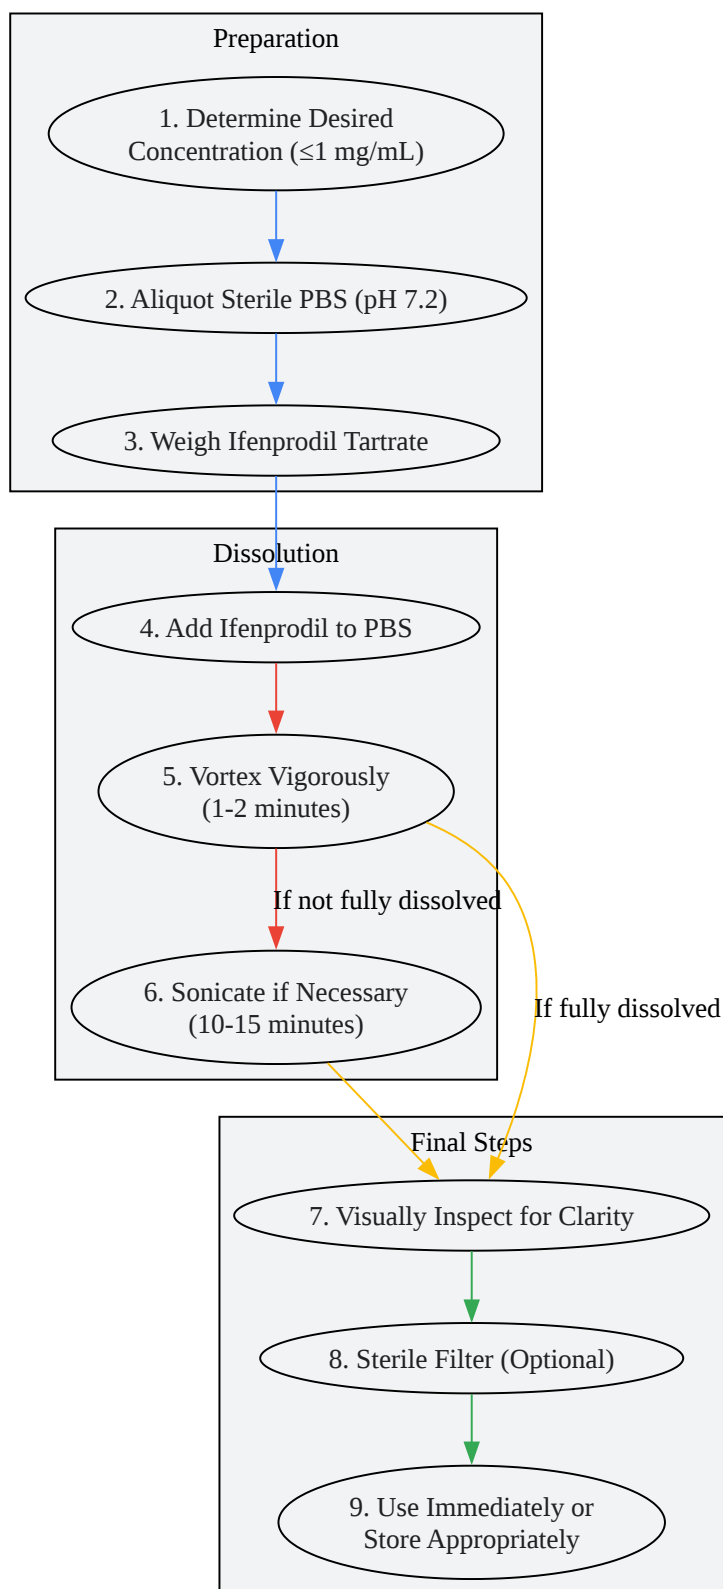 Preparation
1. Determine Desired
Concentration (≤1 mg/mL)
2. Aliquot Sterile PBS (pH 7.2)
3. Weigh Ifenprodil Tartrate
Dissolution
4. Add Ifenprodil to PBS
5. Vortex Vigorously
(1-2 minutes)
If not fully dissolved
6. Sonicate if Necessary
(10-15 minutes)
If fully dissolved
Final Steps
7. Visually Inspect for Clarity
8. Sterile Filter (Optional)
9. Use Immediately or
Store Appropriately